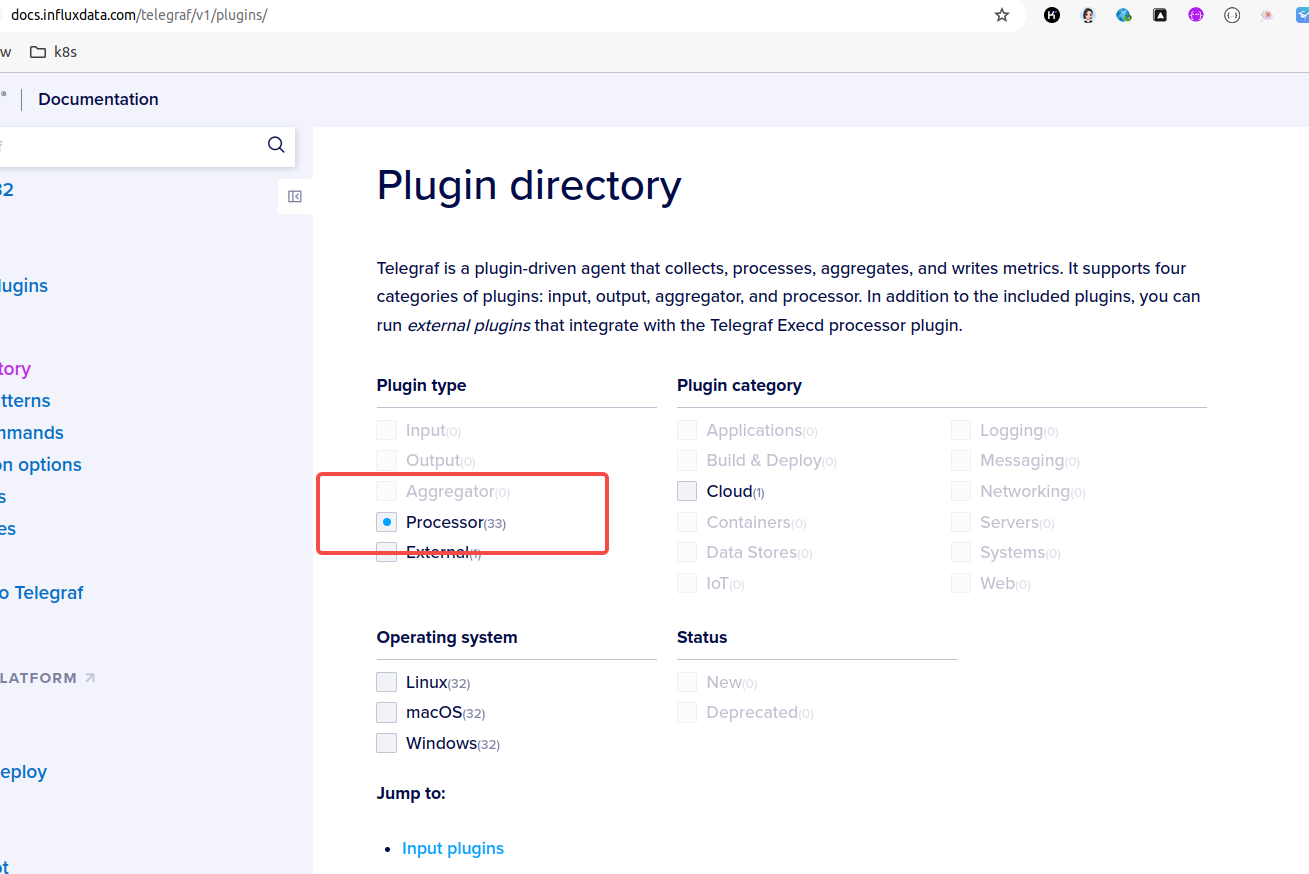 docs.influxdata.com/telegraf/v1/plugins/
w k8s
Documentation
32
lugins
tory
tterns
nmands
on options
s
es
o Telegraf
LATFORM
eploy
ot
Plugin directory
Telegraf is a plugin-driven agent that collects, processes, aggregates, and writes metrics. It supports four
categories of plugins: input, output, aggregator, and processor. In addition to the included plugins, you can
run external plugins that integrate with the Telegraf Execd processor plugin.
Plugin type
Input(0)
Output(0)
Aggregator(0)
Processor(33)
External(1)
Plugin category
Applications(0)
Build & Deploy(0)
Cloud(1)
Containers(0)
Data Stores(0)
IoT(0)
Logging(0)
Messaging(0)
Networking(0)
Servers(0)
Systems(0)
Web(0)
Operating system
Linux(32)
macOS(32)
Windows(32)
Status
New(0)
Deprecated(0)
Jump to:
Input plugins